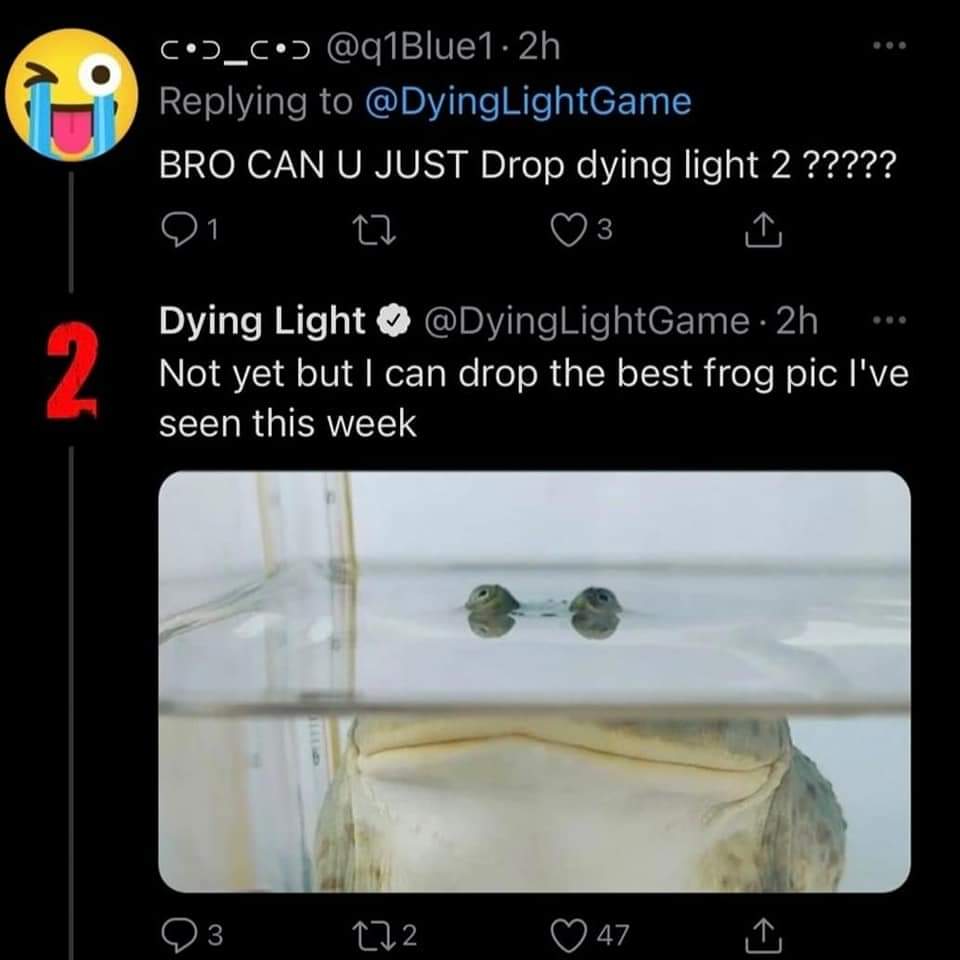 ⊂•⊃_⊂•⊃ @q1Blue1 · 2h
Replying to @DyingLightGame
BRO CAN U JUST Drop dying light 2 ?????
1 3
2
Dying Light @DyingLightGame · 2h
Not yet but I can drop the best frog pic I've
seen this week
3 2 47